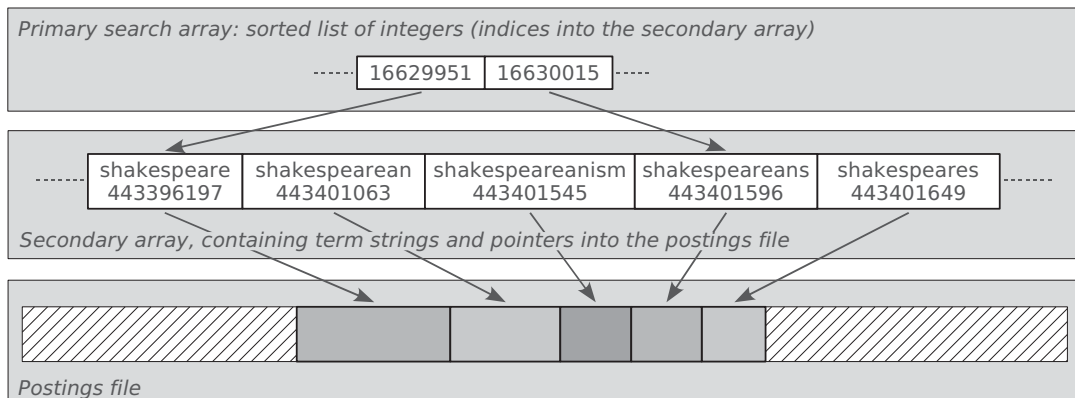 Primary search array: sorted list of integers (indices into the secondary array)
16629951 16630015
shakespeare shakespearean shakespeareanism shakespeareans shakespeares
443396197 443401063 443401545 443401596 443401649
Secondary array, containing term strings and pointers into the postings file
Postings file